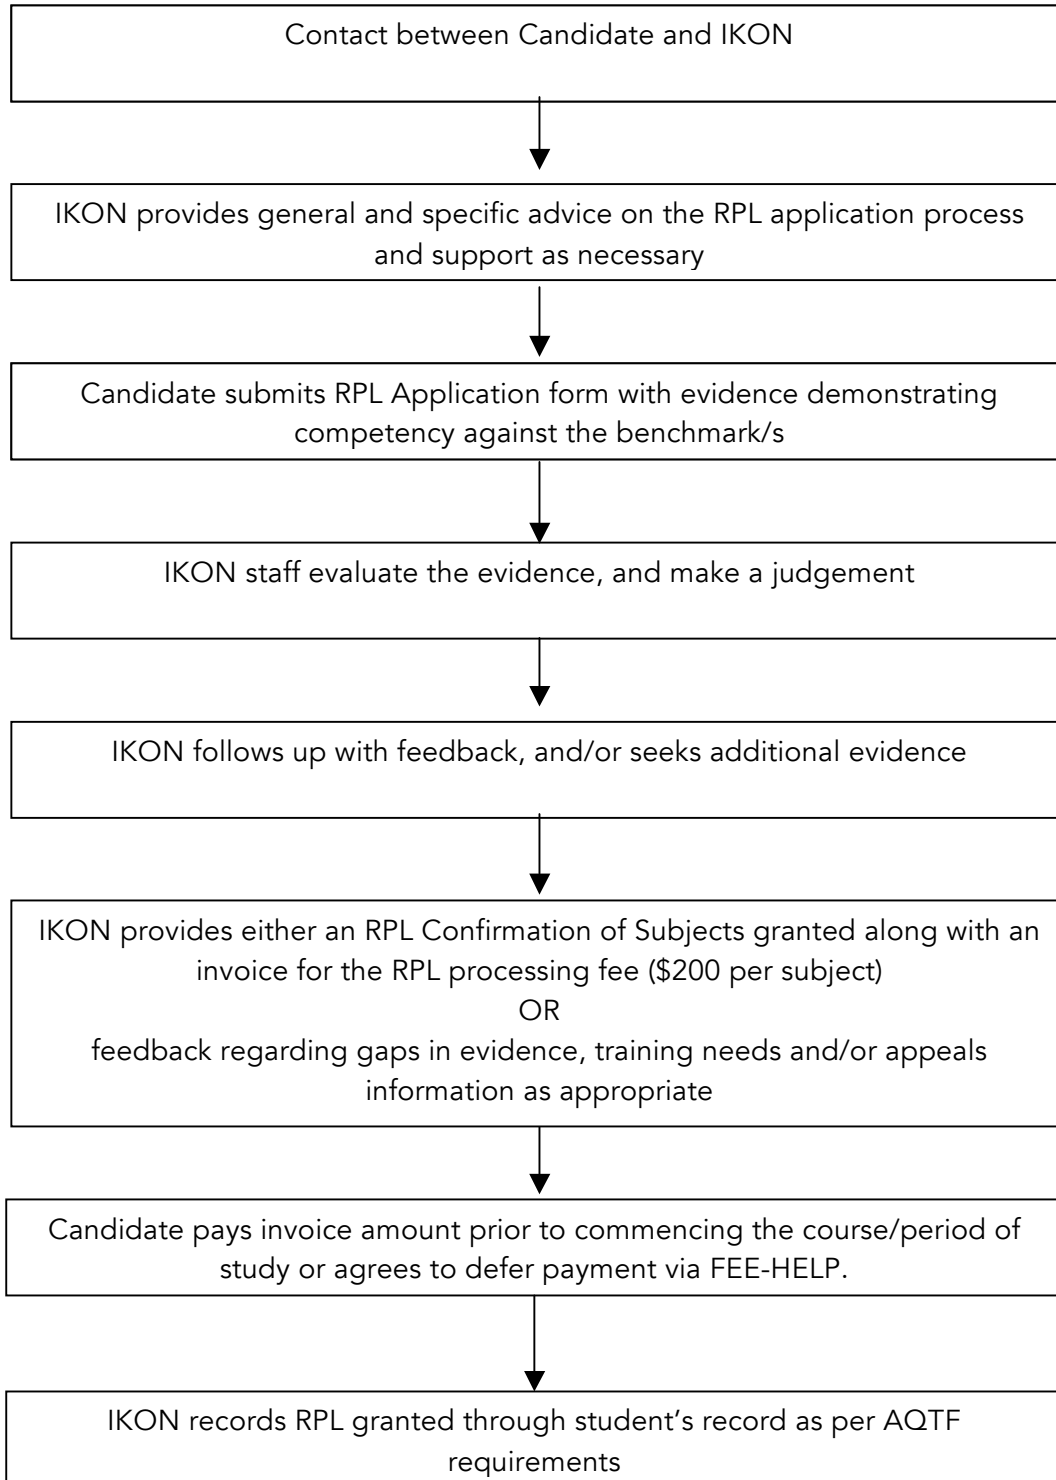 Contact between Candidate and IKON
IKON provides general and specific advice on the RPL application process
and support as necessary
Candidate submits RPL Application form with evidence demonstrating
competency against the benchmark/s
IKON staff evaluate the evidence, and make a judgement
IKON follows up with feedback, and/or seeks additional evidence
IKON provides either an RPL Confirmation of Subjects granted along with an
invoice for the RPL processing fee ($200 per subject)
OR
feedback regarding gaps in evidence, training needs and/or appeals
information as appropriate
Candidate pays invoice amount prior to commencing the course/period of
study or agrees to defer payment via FEE-HELP.
IKON records RPL granted through student’s record as per AQTF
requirements